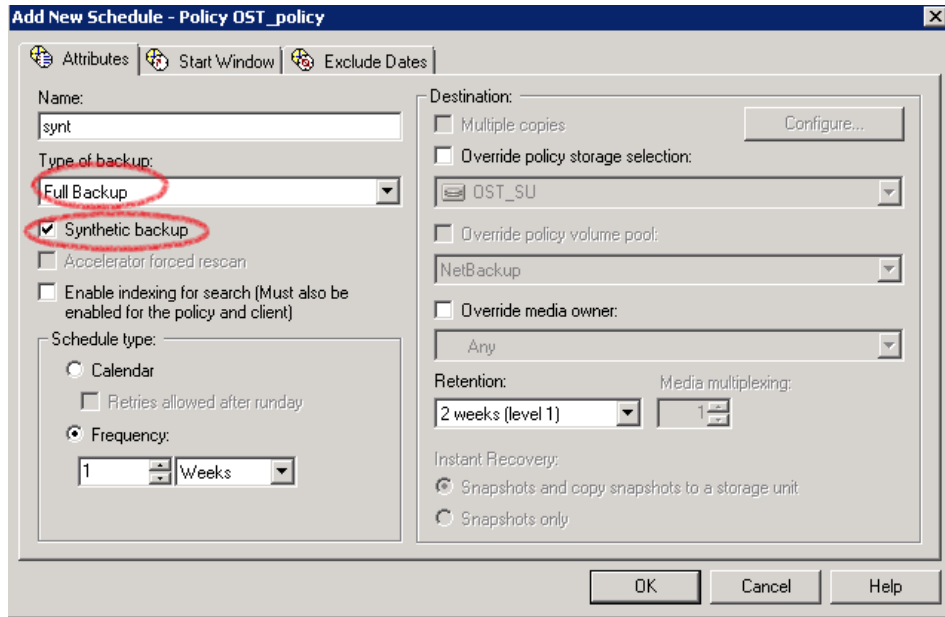 Add New Schedule - Policy OST_policy
Attributes
Start Window
Exclude Dates
Name:
synt
Type of backup:
Full Backup
Synthetic backup
Accelerator forced rescan
Enable indexing for search (Must also be
enabled for the policy and client)
Schedule type:
Calendar
Retries allowed after runday
Frequency:
1
Weeks
Destination:
Multiple copies
Configure...
Override policy storage selection:
OST_SU
Override policy volume pool:
NetBackup
Override media owner:
Any
Retention:
Media multiplexing:
2 weeks (level 1)
1
Instant Recovery:
Snapshots and copy snapshots to a storage unit
Snapshots only
OK
Cancel
Help